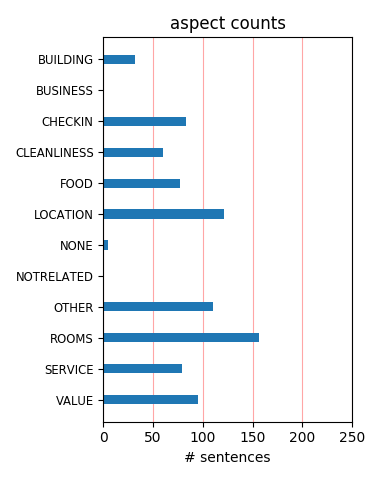 aspect counts
BUILDING
BUSINESS
CHECKIN
CLEANLINESS
FOOD
LOCATION
NONE
NOTRELATED
OTHER
ROOMS
SERVICE
VALUE
0 50 100 150 200 250
# sentences